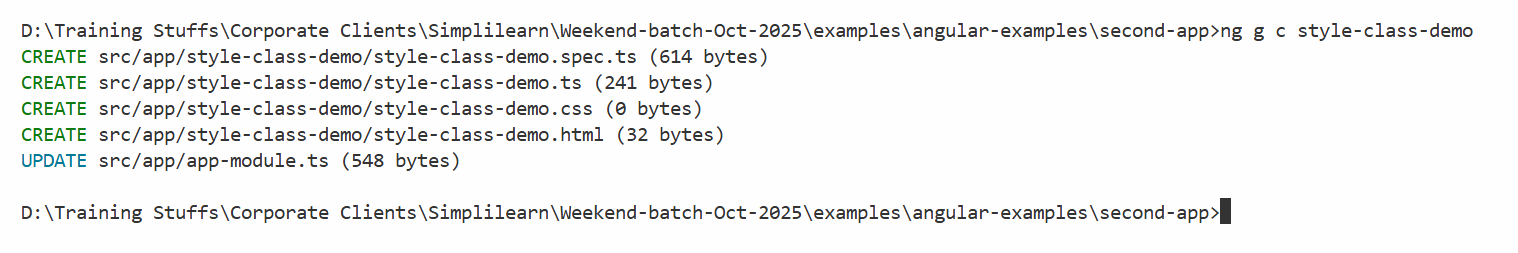 D:\Training Stuffs\Corporate Clients\Simplilearn\Weekend-batch-Oct-2025\examples\angular-examples\second-app>ng g c style-class-demo
CREATE src/app/style-class-demo/style-class-demo.spec.ts (614 bytes)
CREATE src/app/style-class-demo/style-class-demo.ts (241 bytes)
CREATE src/app/style-class-demo/style-class-demo.css (0 bytes)
CREATE src/app/style-class-demo/style-class-demo.html (32 bytes)
UPDATE src/app/app-module.ts (548 bytes)
D:\Training Stuffs\Corporate Clients\Simplilearn\Weekend-batch-Oct-2025\examples\angular-examples\second-app>